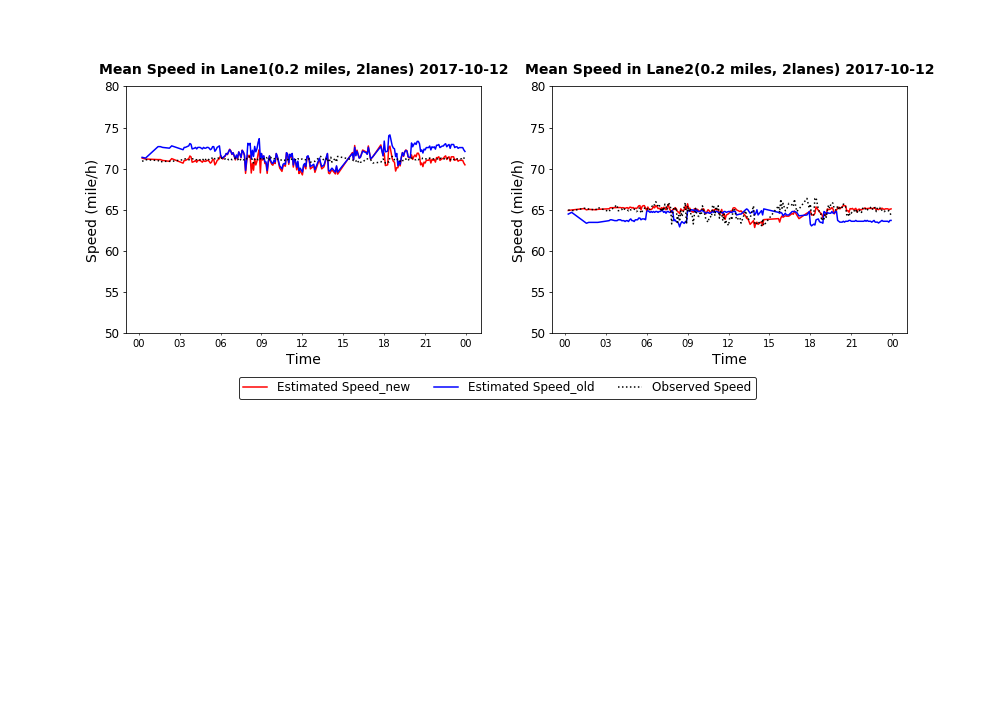 Mean Speed in Lane1(0.2 miles, 2lanes) 2017-10-12
80
75
70
65
60
55
50
Speed (mile/h)
00 03 06 09 12 15 18 21 00
Time
Mean Speed in Lane2(0.2 miles, 2lanes) 2017-10-12
80
75
70
65
60
55
50
Speed (mile/h)
00 03 06 09 12 15 18 21 00
Time
Estimated Speed_new Estimated Speed_old Observed Speed